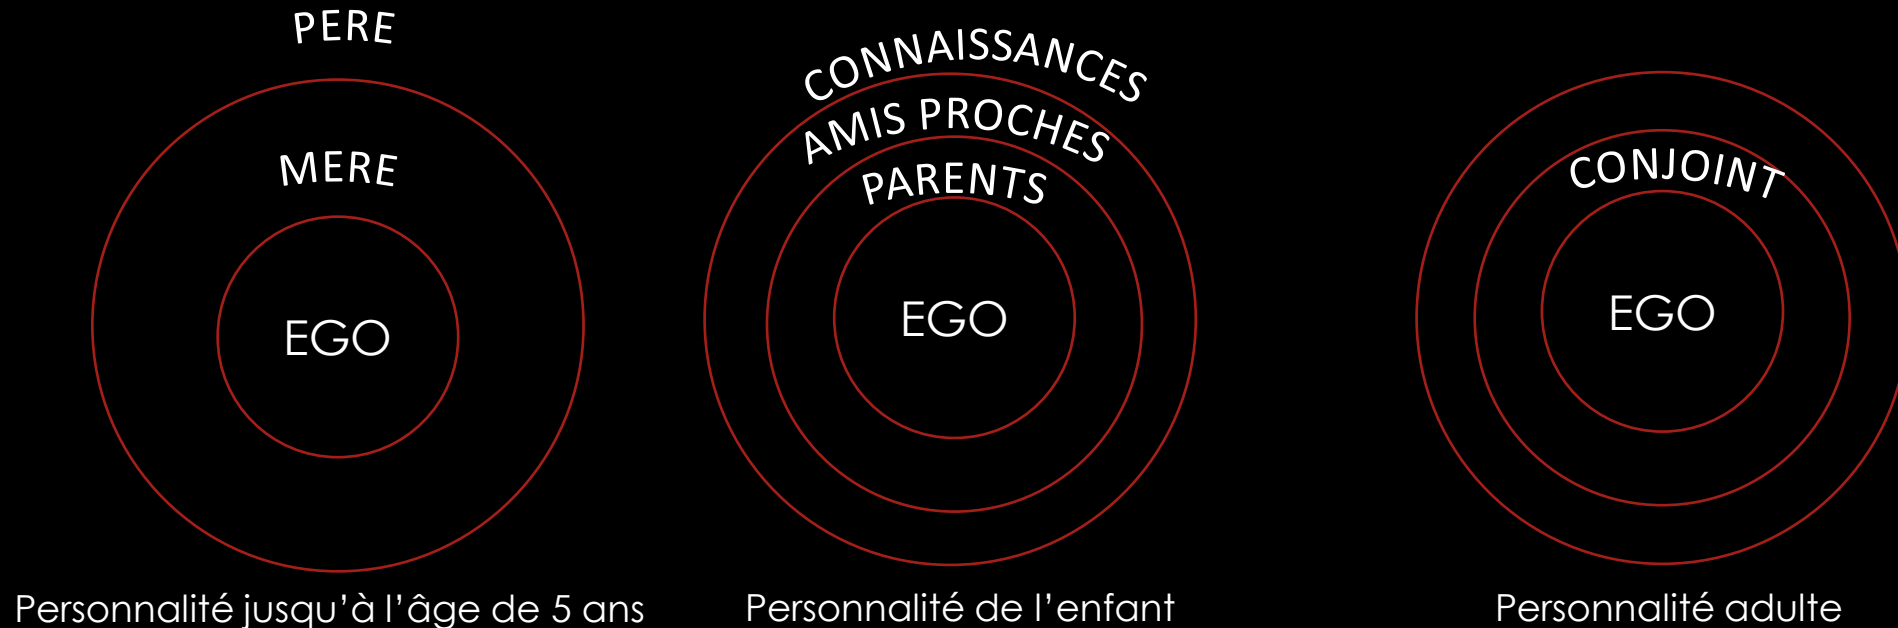 PERE
MERE
EGO
Personnalité jusqu'à l'âge de 5 ans
CONNAISSANCES
AMIS PROCHES
PARENTS
EGO
Personnalité de l'enfant
CONJOINT
EGO
Personnalité adulte